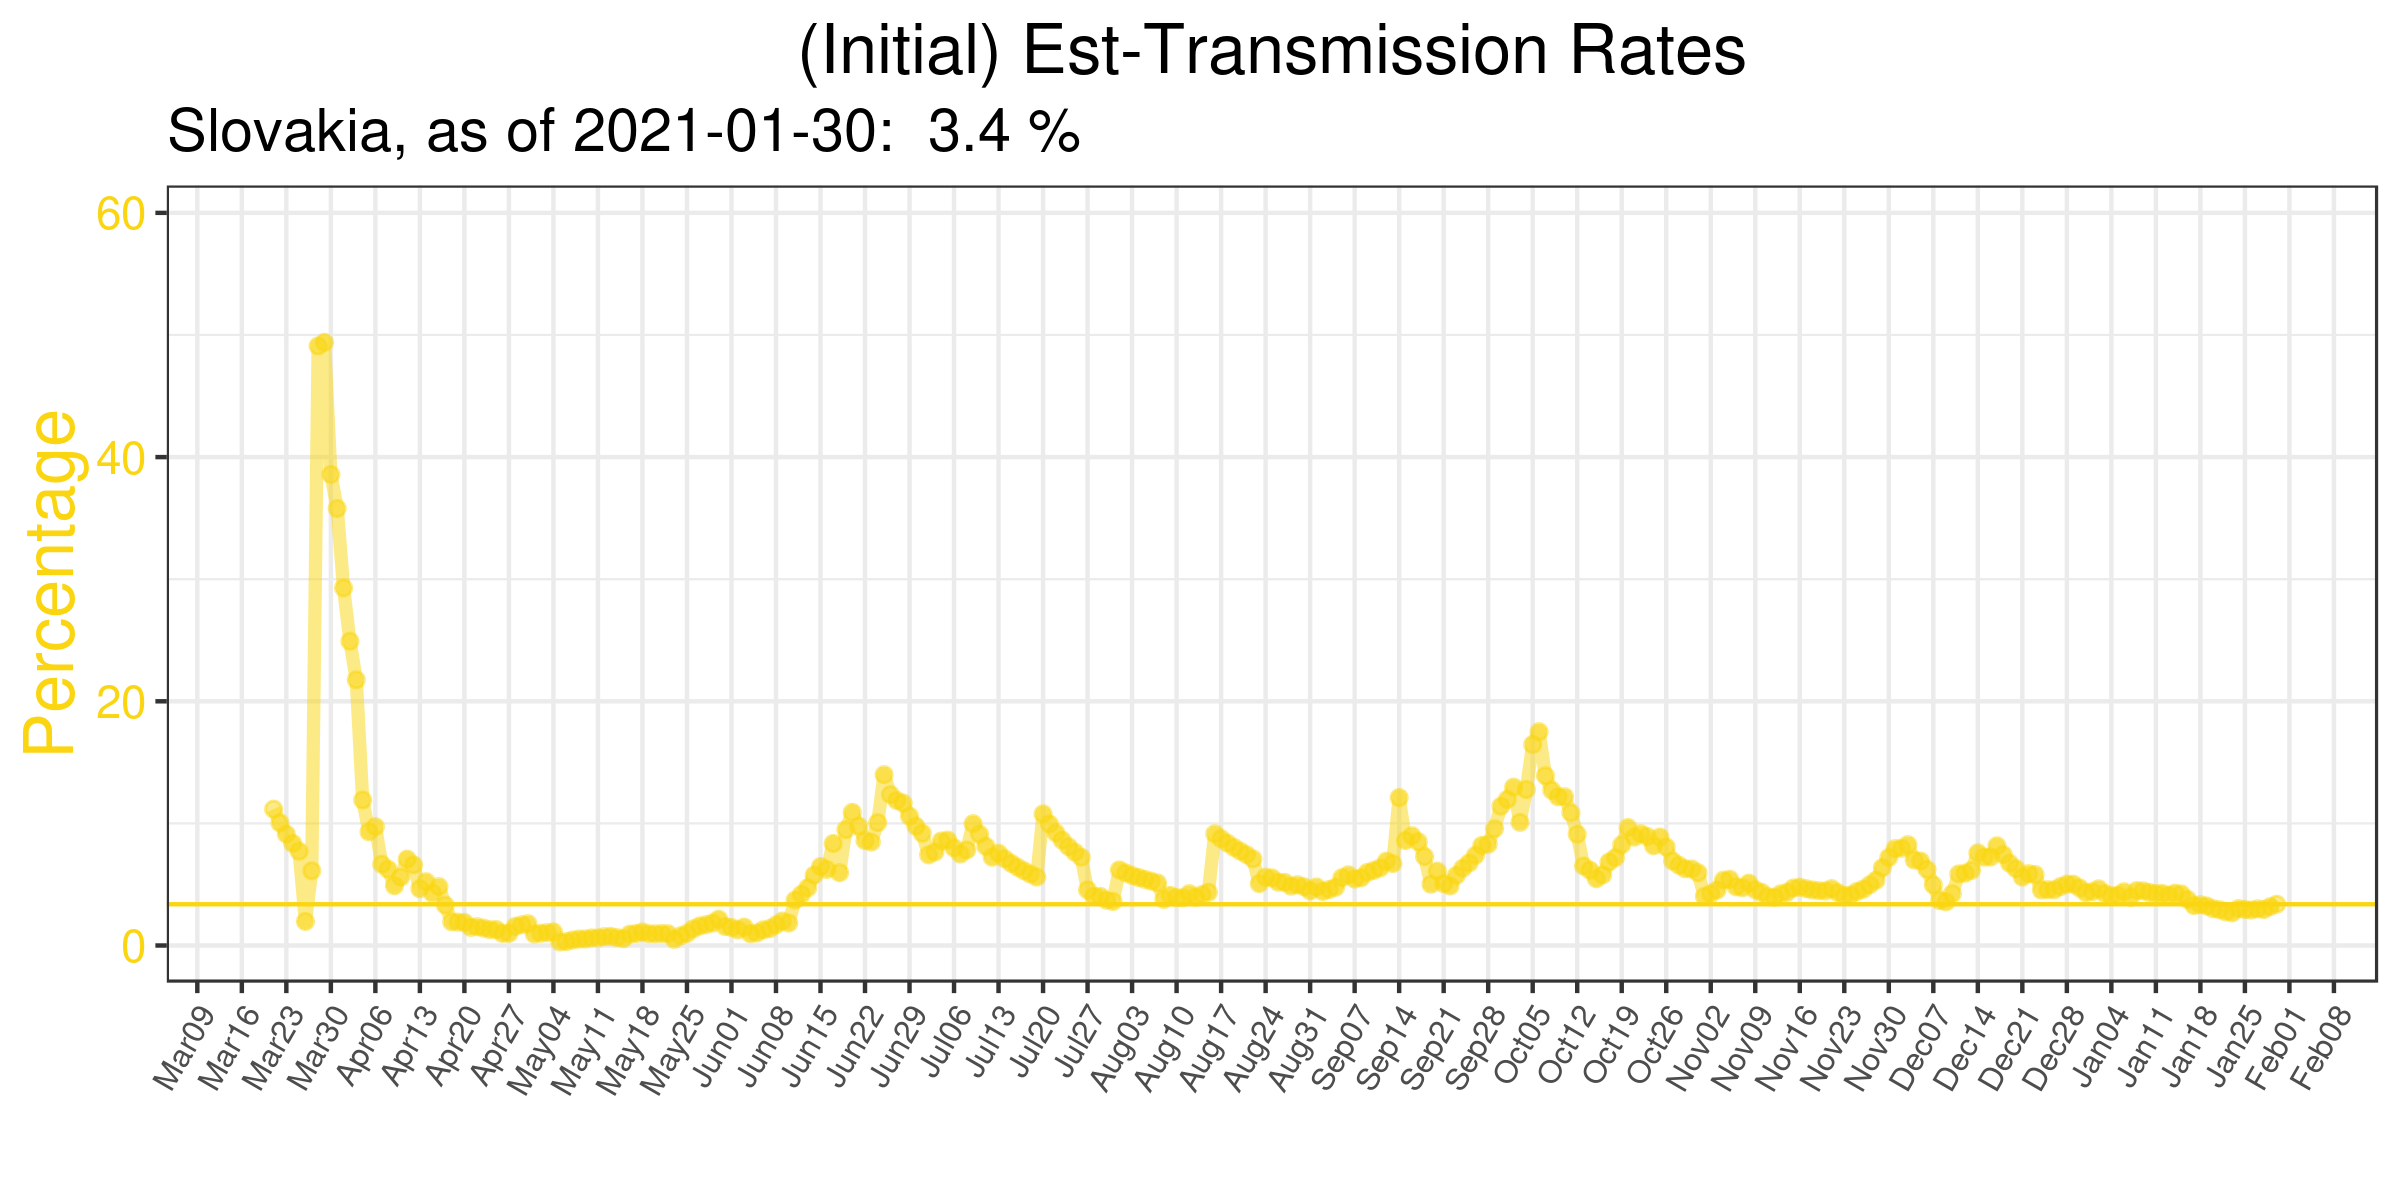 (Initial) Est-Transmission Rates
Slovakia, as of 2021-01-30:  3.4 %
Percentage
60
40
20
0
Mar09
Mar16
Mar23
Mar30
Apr06
Apr13
Apr20
Apr27
May04
May11
May18
May25
Jun01
Jun08
Jun15
Jun22
Jun29
Jul06
Jul13
Jul20
Jul27
Aug03
Aug10
Aug17
Aug24
Aug31
Sep07
Sep14
Sep21
Sep28
Oct05
Oct12
Oct19
Oct26
Nov02
Nov09
Nov16
Nov23
Nov30
Dec07
Dec14
Dec21
Dec28
Jan04
Jan11
Jan18
Jan25
Feb01
Feb08